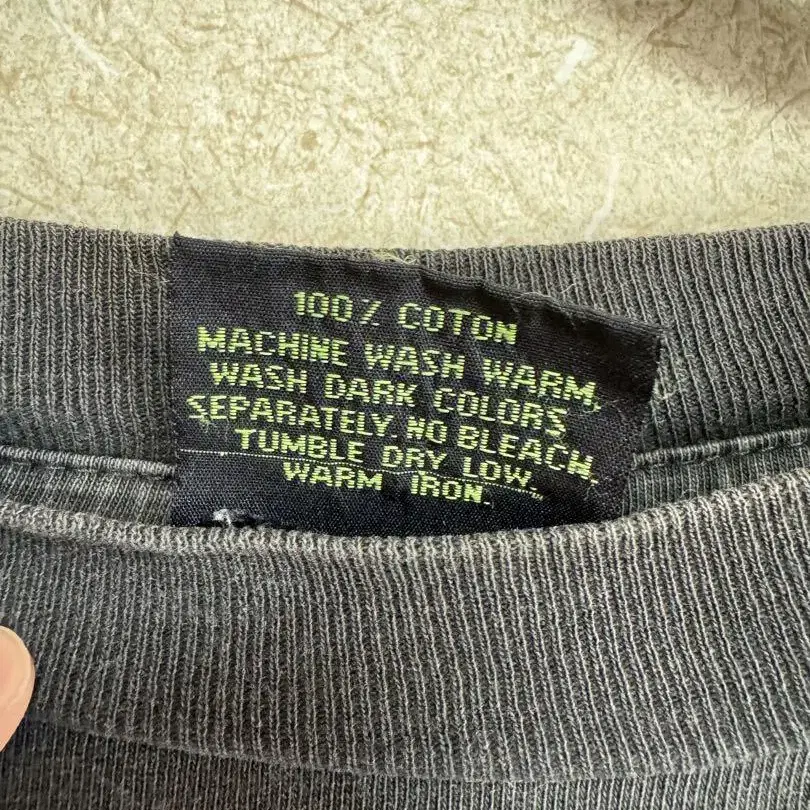 100% COTON
MACHINE WASH WARM,
WASH DARK COLORS
SEPARATELY. NO BLEACH.
TUMBLE DRY LOW.
WARM IRON.